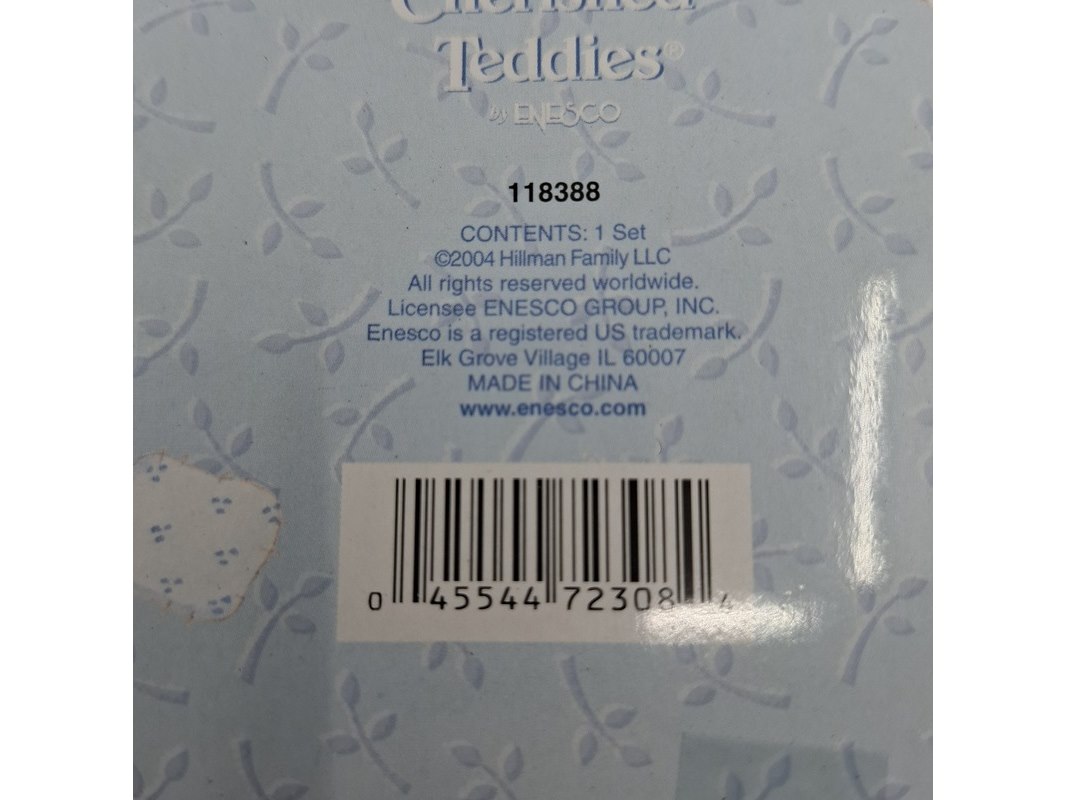 Cherished
Teddies®
by ENESCO
118388
CONTENTS: 1 Set
©2004 Hillman Family LLC
All rights reserved worldwide.
Licensee ENESCO GROUP, INC.
Enesco is a registered US trademark.
Elk Grove Village IL 60007
MADE IN CHINA
www.enesco.com
0 45544 72308 4